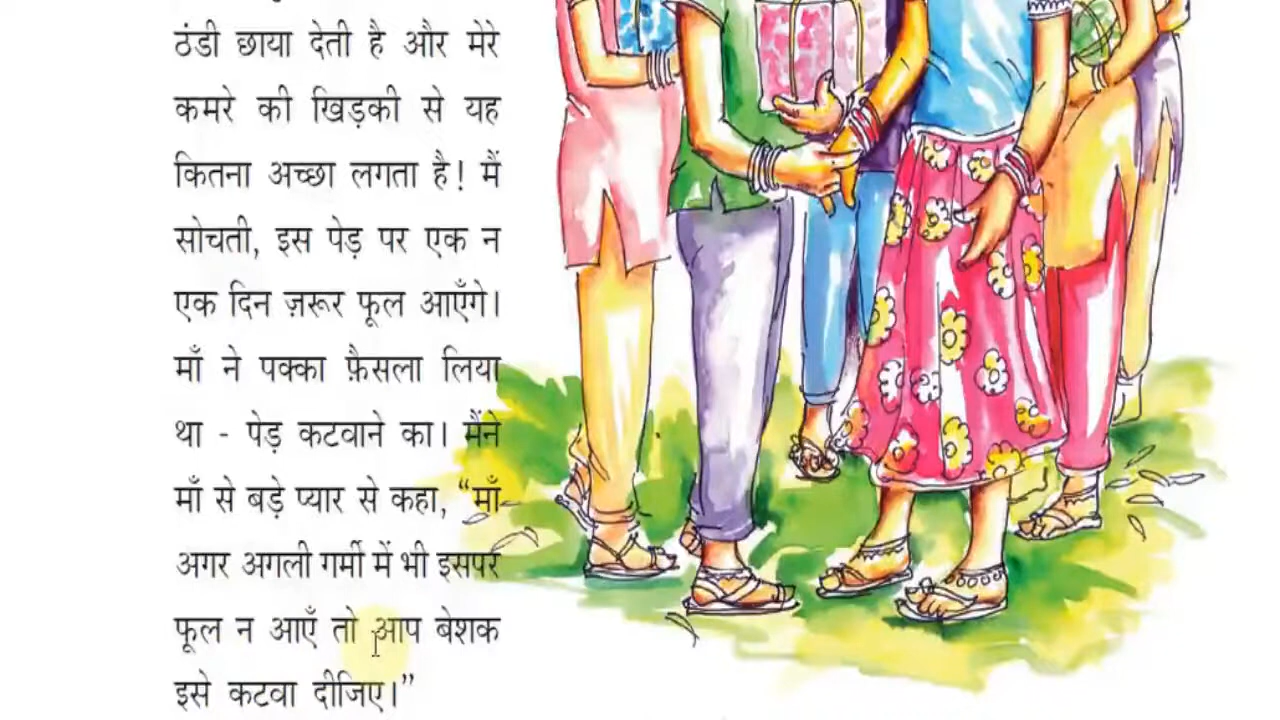 ठंडी छाया देती है और मेरे
कमरे की खिड़की से यह
कितना अच्छा लगता है! मैं
सोचती, इस पेड़ पर एक न
एक दिन ज़रूर फूल आएँगे।
माँ ने पक्का फ़ैसला लिया
था - पेड़ कटवाने का। मैंने
माँ से बड़े प्यार से कहा, “माँ
अगर अगली गर्मी में भी इसपर
फूल न आएँ तो आप बेशक
इसे कटवा दीजिए।”